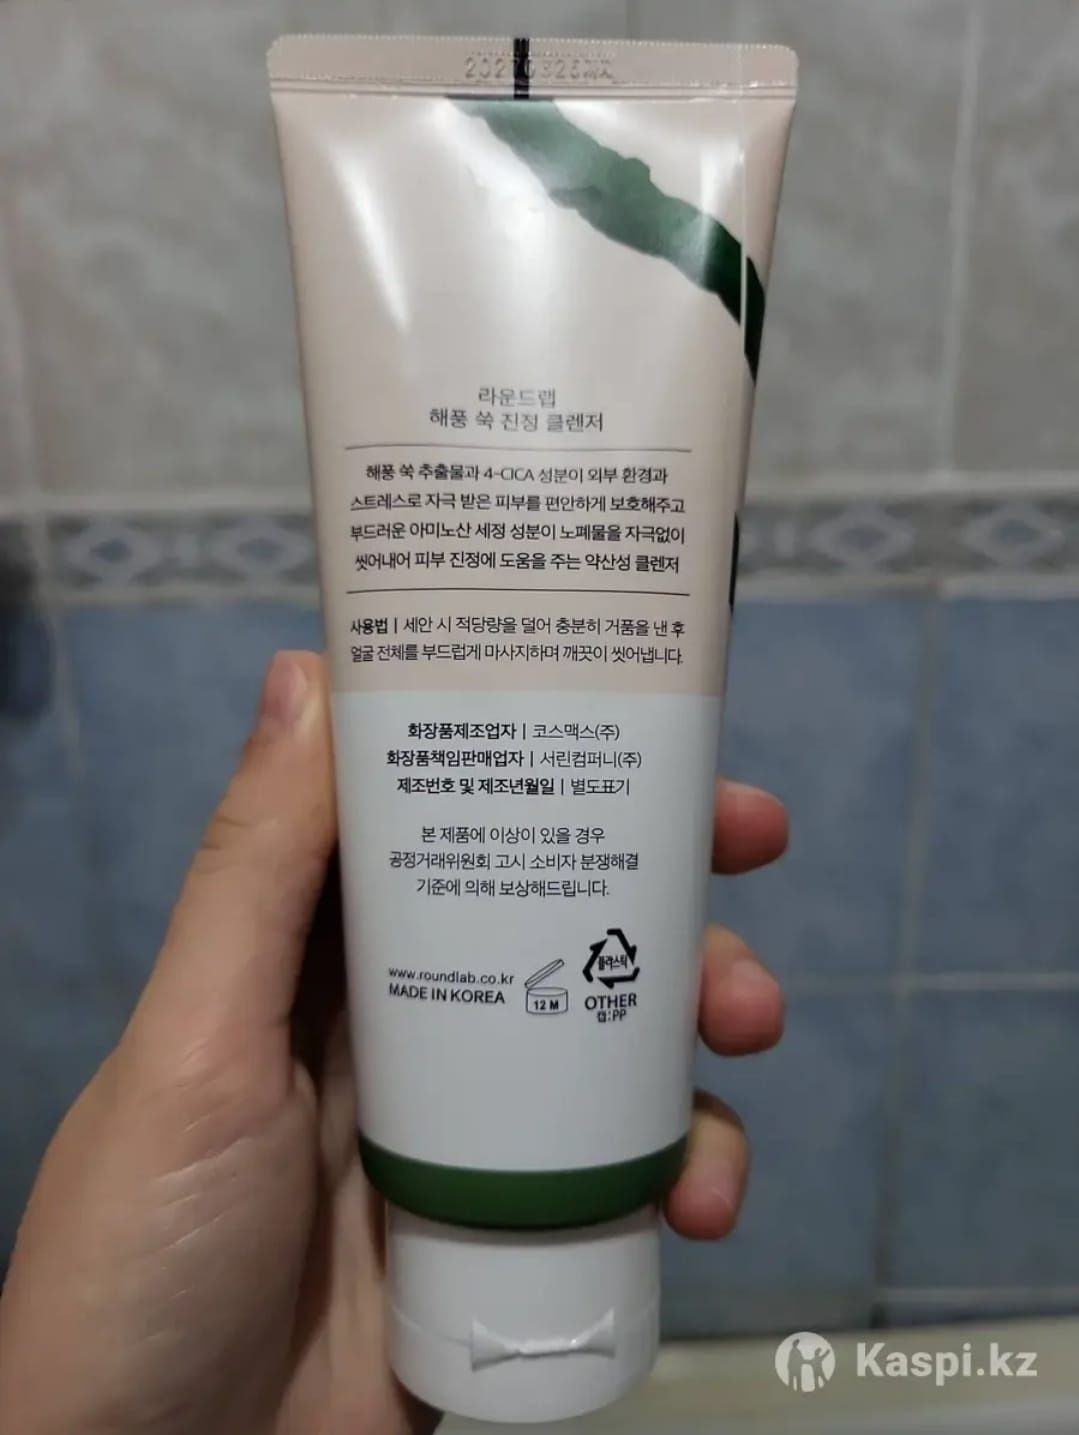 라운드랩
해풍 쑥 진정 클렌저
해풍 쑥 추출물과 4-CICA 성분이 외부 환경과
스트레스로 자극 받은 피부를 편안하게 보호해주고
부드러운 아미노산 세정 성분이 노폐물을 자극없이
씻어내어 피부 진정에 도움을 주는 약산성 클렌저
사용법 | 세안 시 적당량을 덜어 충분히 거품을 낸 후
얼굴 전체를 부드럽게 마사지하며 깨끗이 씻어냅니다.
화장품제조업자 | 코스맥스(주)
화장품책임판매업자 | 서린컴퍼니(주)
제조번호 및 제조년월일 | 별도표기
본 제품에 이상이 있을 경우
공정거래위원회 고시 소비자 분쟁해결
기준에 의해 보상해드립니다.
www.roundlab.co.kr
MADE IN KOREA
12 M
플라스틱
OTHER
캡:PP
Kaspi.kz